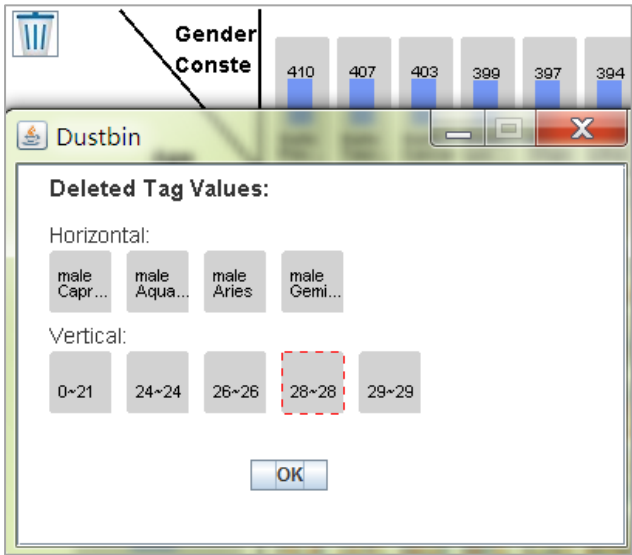 Gender
Conste
410 407 403 399 397 394
Dustbin
Deleted Tag Values:
Horizontal:
male male male male
Capr... Aqua... Aries Gemi...
Vertical:
0~21 24~24 26~26 28~28 29~29
OK